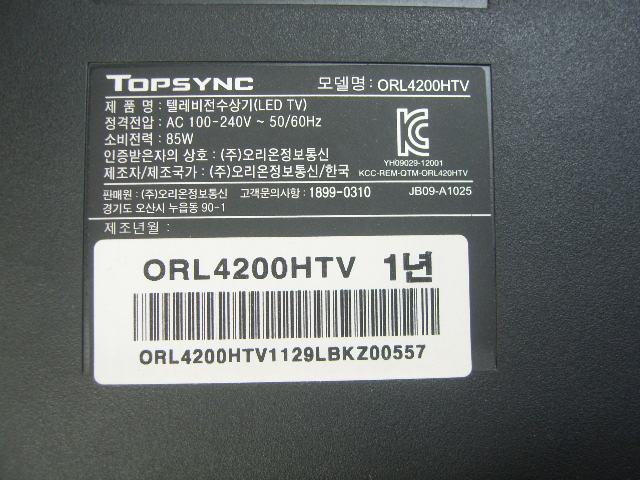 TOPSYNC 모델명 : ORL4200HTV
제 품 명 : 텔레비전수상기(LED TV)
정격전압 : AC 100-240V ~ 50/60Hz
소비전력 : 85W
인증받은자의 상호 : (주)오리온정보통신
제조자/제조국가 : (주)오리온정보통신/한국
YH09029-12001
KCC-REM-QTM-ORL420HTV
판매원 : (주)오리온정보통신 고객문의사항 : 1899-0310 JB09-A1025
경기도 오산시 누읍동 90-1
제조년월 :
ORL4200HTV 1년
ORL4200HTV1129LBKZ00557